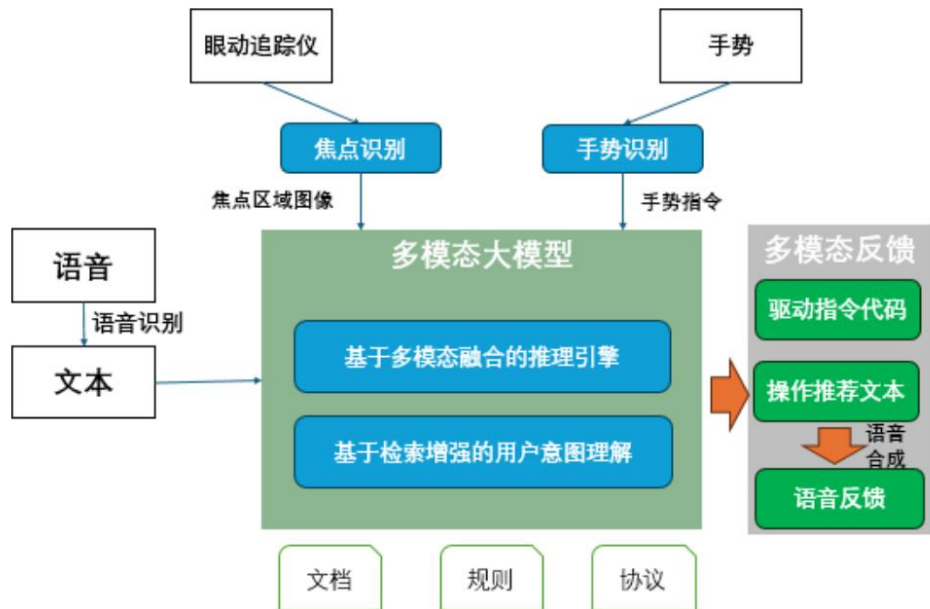 眼动追踪仪
手势
焦点识别
手势识别
焦点区域图像
手势指令
语音
语音识别
文本
多模态大模型
基于多模态融合的推理引擎
基于检索增强的用户意图理解
多模态反馈
驱动指令代码
操作推荐文本
语音
合成
语音反馈
文档
规则
协议